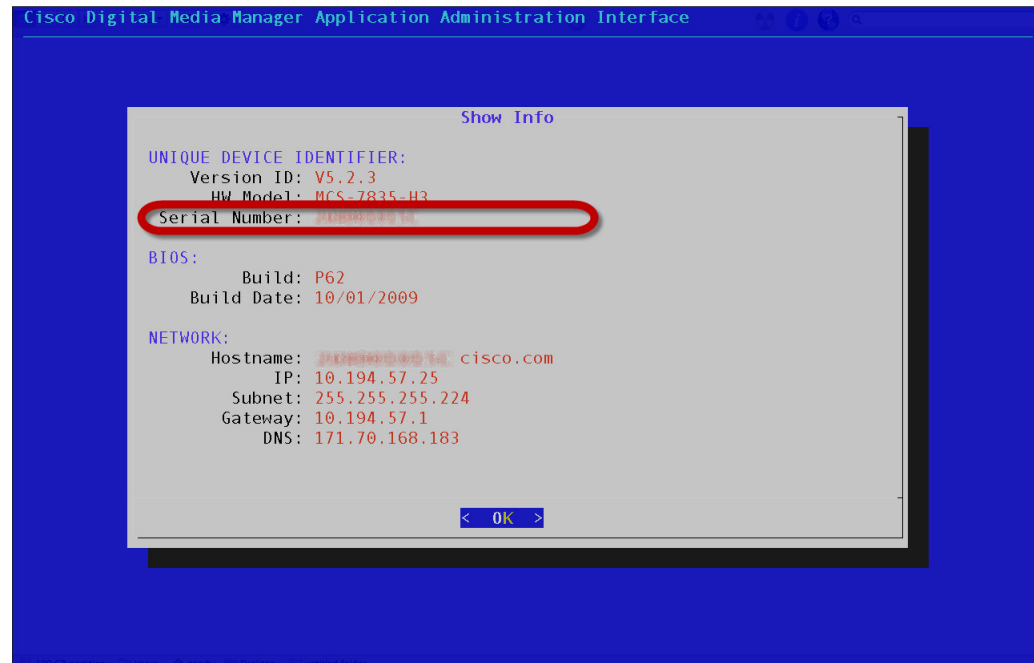 Cisco Digital Media Manager Application Administration Interface
Show Info
UNIQUE DEVICE IDENTIFIER:
Version ID: V5.2.3
HW Model: MCS-7835-H3
Serial Number:
BIOS:
Build: P62
Build Date: 10/01/2009
NETWORK:
Hostname: cisco.com
IP: 10.194.57.25
Subnet: 255.255.255.224
Gateway: 10.194.57.1
DNS: 171.70.168.183
< OK >